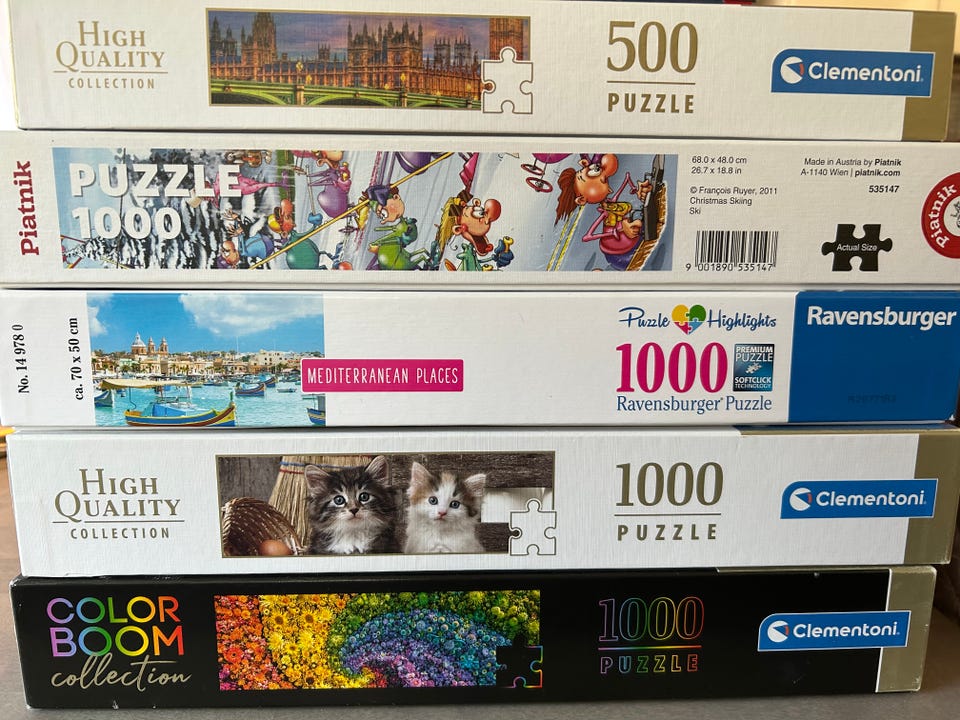 HIGH
QUALITY
COLLECTION
500
PUZZLE
Clementoni
Piatnik
PUZZLE
1000
68.0 x 48.0 cm
26.7 x 18.8 in
© François Ruyer, 2011
Christmas Skiing
Ski
9 001890 535147
Made in Austria by Piatnik
A-1140 Wien | piatnik.com
535147
Actual Size
Piatnik
No. 14 978 0
ca. 70 x 50 cm
MEDITERRANEAN PLACES
Puzzle Highlights
1000
PREMIUM
PUZZLE
SOFTCLICK
TECHNOLOGY
Ravensburger® Puzzle
Ravensburger
HIGH
QUALITY
COLLECTION
1000
PUZZLE
Clementoni®
COLOR
BOOM
collection
1000
PUZZLE
Clementoni®